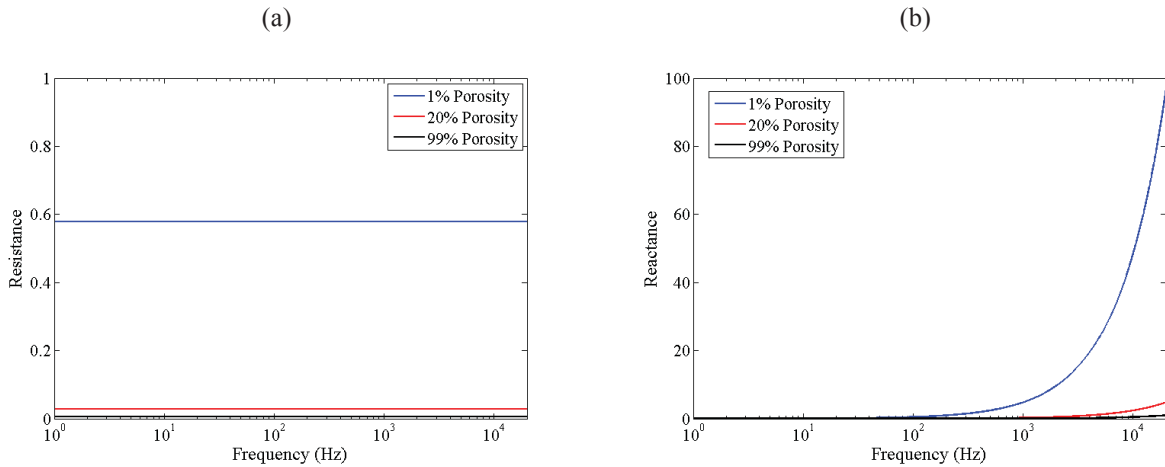 (a)
1% Porosity
20% Porosity
99% Porosity
Resistance
1
0.8
0.6
0.4
0.2
0
10^0
10^1
10^2
10^3
10^4
Frequency (Hz)
(b)
1% Porosity
20% Porosity
99% Porosity
Reactance
100
80
60
40
20
0
10^0
10^1
10^2
10^3
10^4
Frequency (Hz)